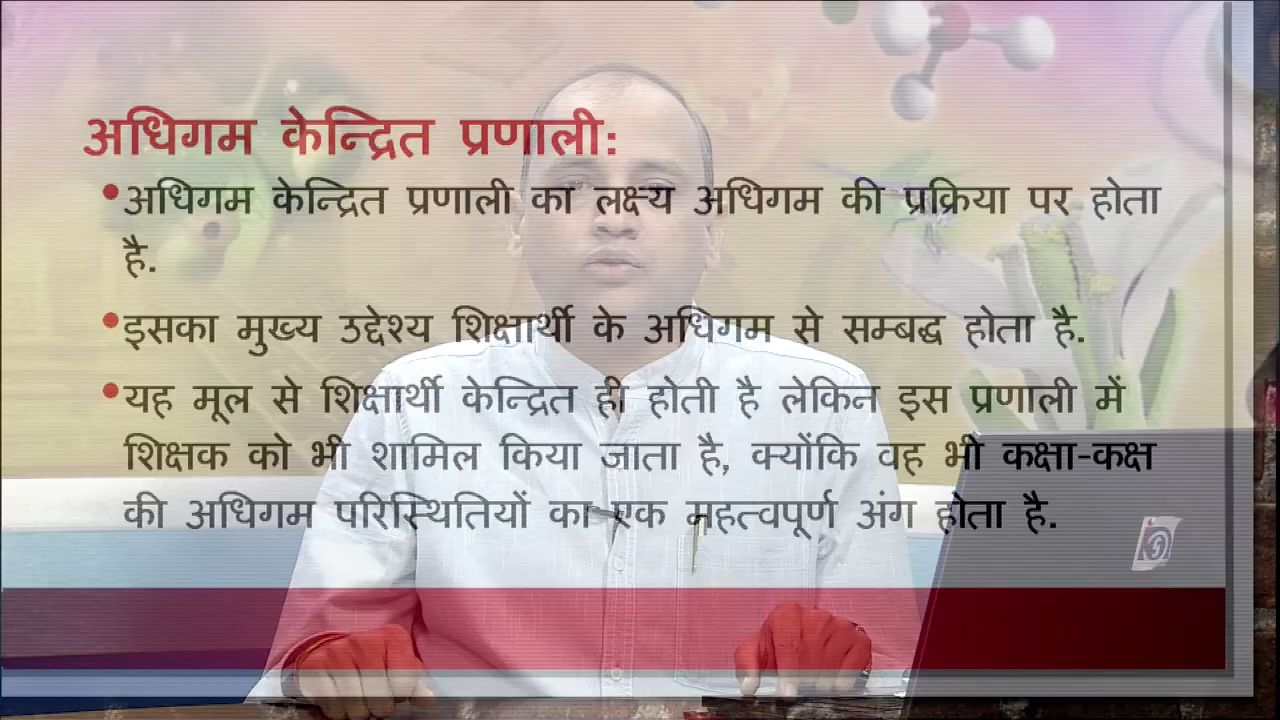 अधिगम केन्द्रित प्रणाली:
•अधिगम केन्द्रित प्रणाली का लक्ष्य अधिगम की प्रक्रिया पर होता
है.
•इसका मुख्य उद्देश्य शिक्षार्थी के अधिगम से सम्बद्ध होता है.
•यह मूल से शिक्षार्थी केन्द्रित ही होती है लेकिन इस प्रणाली में
शिक्षक को भी शामिल किया जाता है, क्योंकि वह भी कक्षा-कक्ष
की अधिगम परिस्थितियों का एक महत्वपूर्ण अंग होता है.